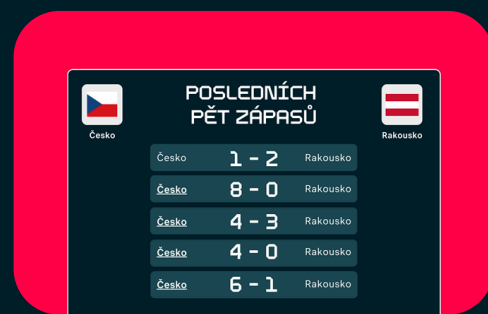 POSLEDNÍCH
PĚT ZÁPASŮ
Česko
Rakousko
Česko 1 - 2 Rakousko
Česko 8 - 0 Rakousko
Česko 4 - 3 Rakousko
Česko 4 - 0 Rakousko
Česko 6 - 1 Rakousko